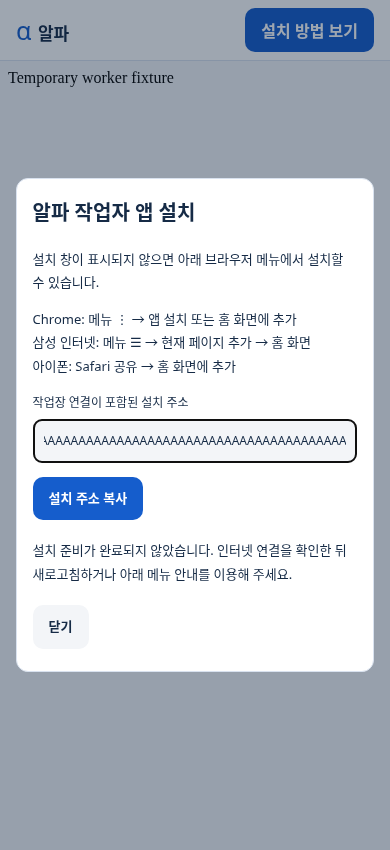 α 알파
설치 방법 보기
Temporary worker fixture
알파 작업자 앱 설치
설치 창이 표시되지 않으면 아래 브라우저 메뉴에서 설치할
수 있습니다.
Chrome: 메뉴 ⋮ → 앱 설치 또는 홈 화면에 추가
삼성 인터넷: 메뉴 ☰ → 현재 페이지 추가 → 홈 화면
아이폰: Safari 공유 → 홈 화면에 추가
작업장 연결이 포함된 설치 주소
설치 주소 복사
설치 준비가 완료되지 않았습니다. 인터넷 연결을 확인한 뒤
새로고침하거나 아래 메뉴 안내를 이용해 주세요.
닫기